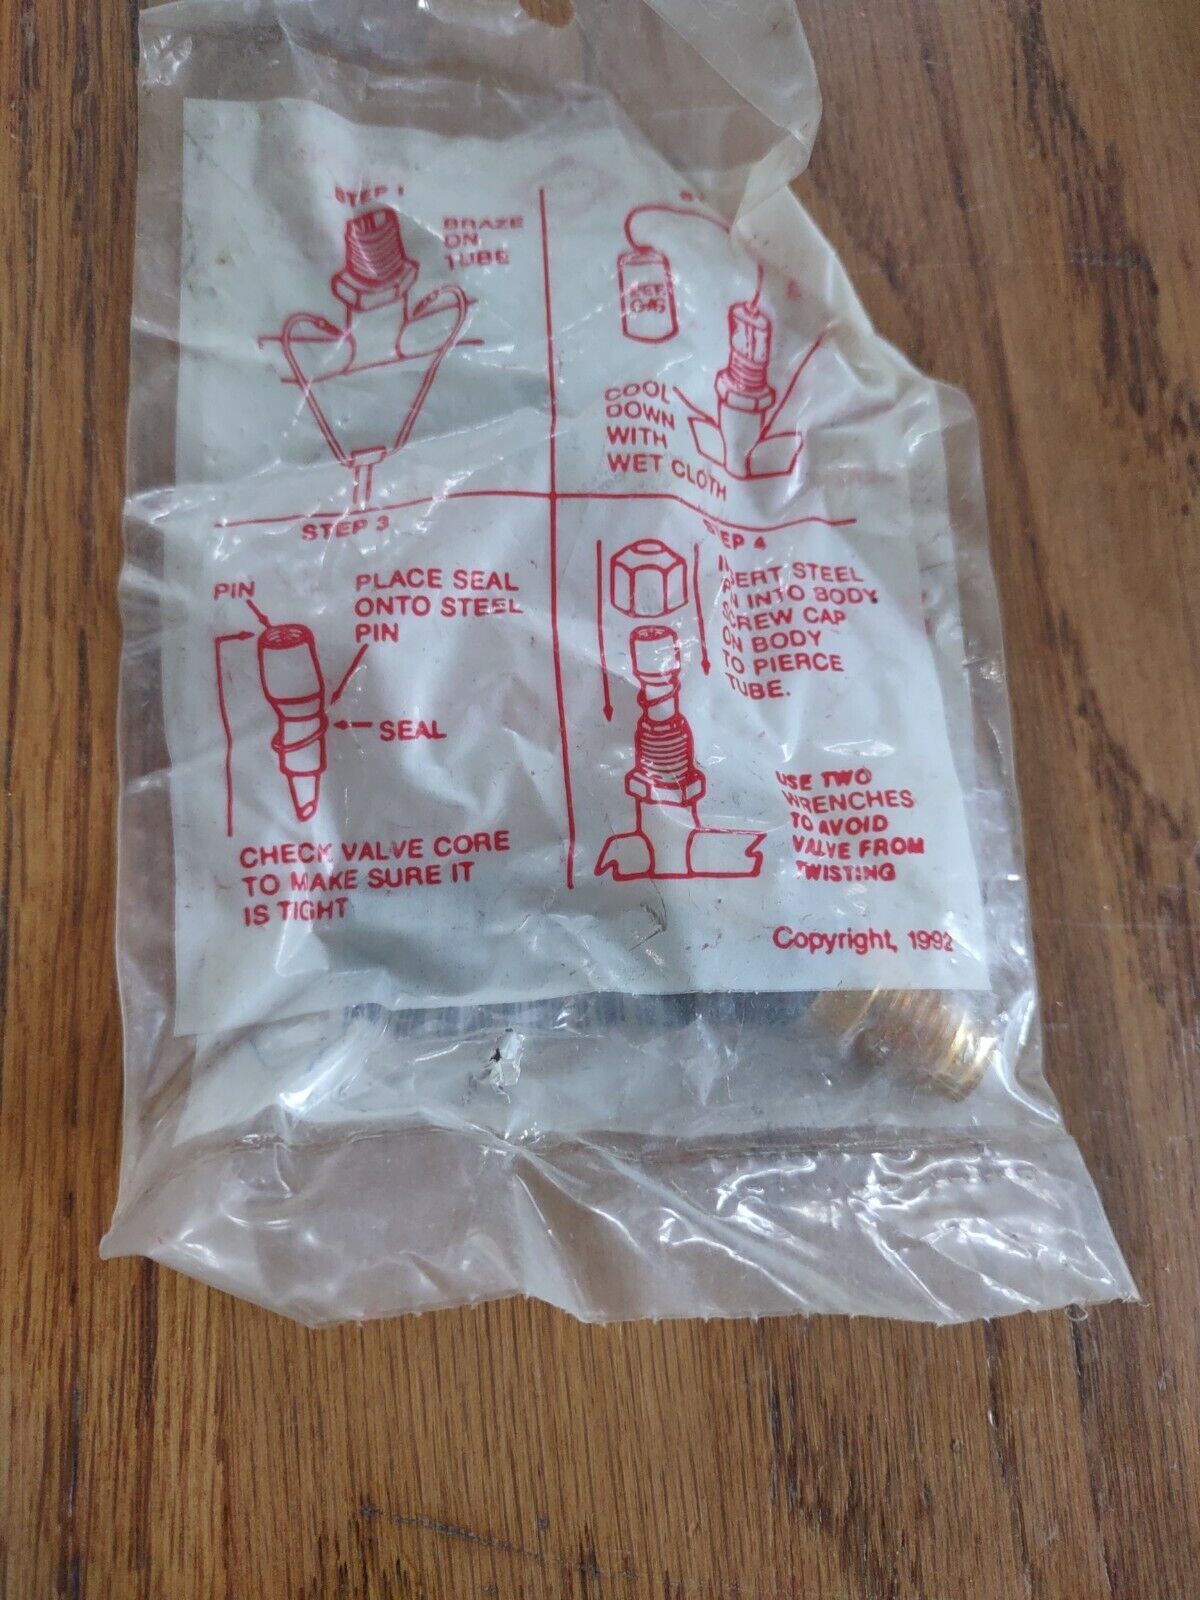 STEP 1
BRAZE
ON
TUBE
COOL
DOWN
WITH
WET CLOTH
STEP 3
PIN
PLACE SEAL
ONTO STEEL
PIN
SEAL
CHECK VALVE CORE
TO MAKE SURE IT
IS TIGHT
EP 4
STEEL
INTO BODY
SCREW CAP
ON BODY
TO PIERCE
TUBE.
USE TWO
WRENCHES
TO AVOID
VALVE FROM
TWISTING
Copyright, 1992